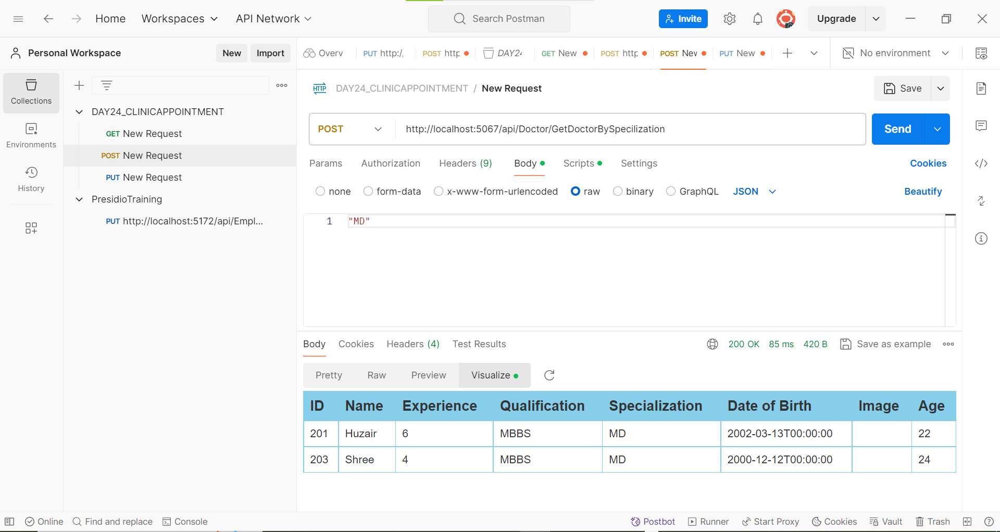 Home Workspaces API Network Search Postman Invite Upgrade
Personal Workspace New Import Overv PUT http:/, POST http DAY24 GET New POST http POST New PUT New No environment
Collections
Environments
History
DAY24_CLINICAPPOINTMENT
GET New Request
POST New Request
PUT New Request
PresidioTraining
PUT http://localhost:5172/api/Empl...
HTTP DAY24_CLINICAPPOINTMENT / New Request Save
POST http://localhost:5067/api/Doctor/GetDoctorBySpecilization Send
Params Authorization Headers (9) Body Scripts Settings Cookies
none form-data x-www-form-urlencoded raw binary GraphQL JSON Beautify
1 "MD"
Body Cookies Headers (4) Test Results 200 OK 85 ms 420 B Save as example
Pretty Raw Preview Visualize
ID Name Experience Qualification Specialization Date of Birth Image Age
201 Huzair 6 MBBS MD 2002-03-13T00:00:00 22
203 Shree 4 MBBS MD 2000-12-12T00:00:00 24
Online Find and replace Console Postbot Runner Start Proxy Cookies Vault Trash